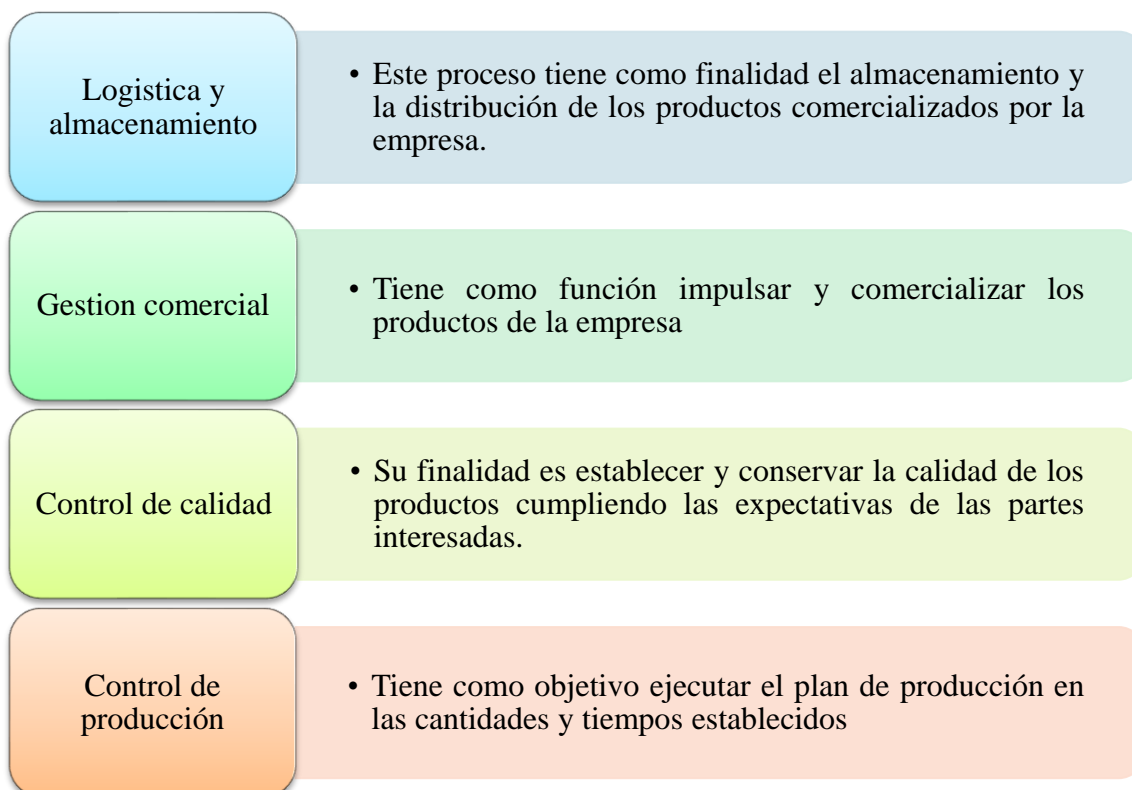 Logistica y
almacenamiento
• Este proceso tiene como finalidad el almacenamiento y
la distribución de los productos comercializados por la
empresa.
Gestion comercial
• Tiene como función impulsar y comercializar los
productos de la empresa
Control de calidad
• Su finalidad es establecer y conservar la calidad de los
productos cumpliendo las expectativas de las partes
interesadas.
Control de
producción
• Tiene como objetivo ejecutar el plan de producción en
las cantidades y tiempos establecidos